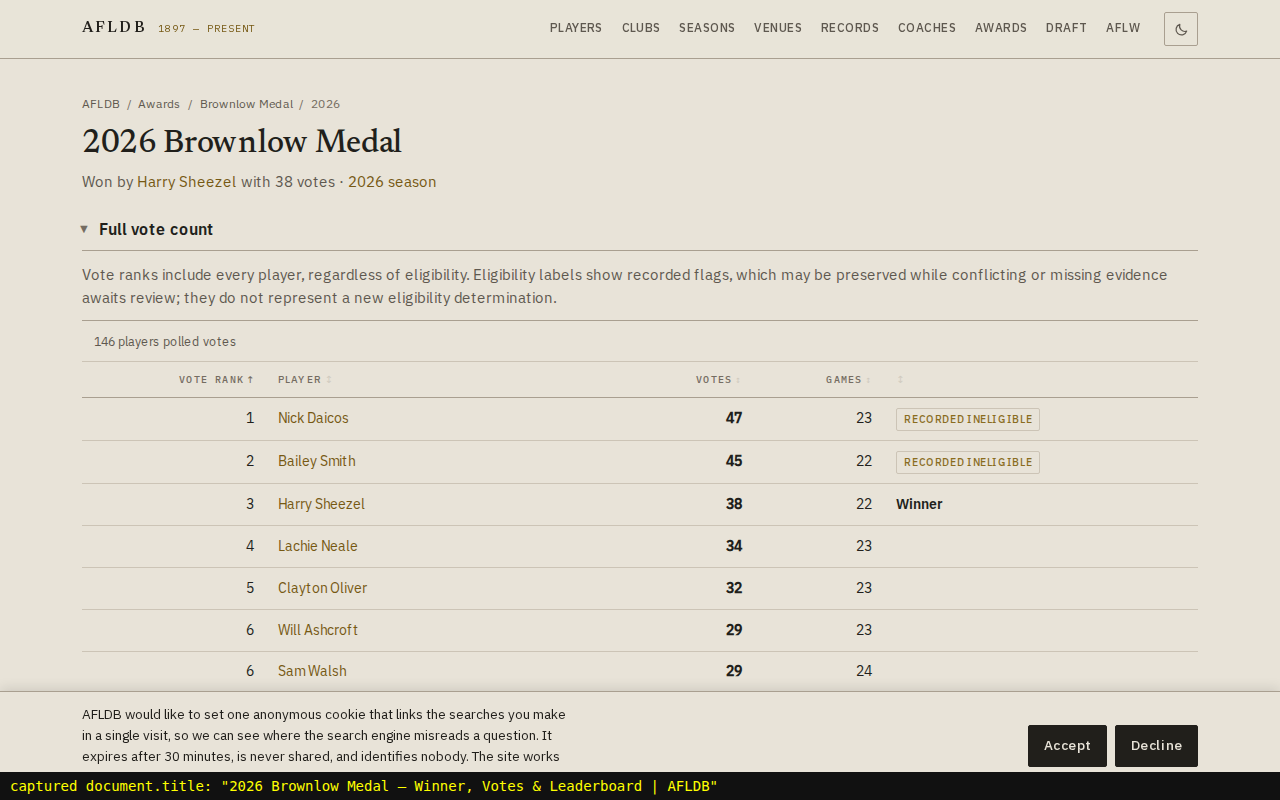 AFLDB 1897 — PRESENT
PLAYERS CLUBS SEASONS VENUES RECORDS COACHES AWARDS DRAFT AFLW
AFLDB / Awards / Brownlow Medal / 2026
2026 Brownlow Medal
Won by Harry Sheezel with 38 votes · 2026 season
▾ Full vote count
Vote ranks include every player, regardless of eligibility. Eligibility labels show recorded flags, which may be preserved while conflicting or missing evidence
awaits review; they do not represent a new eligibility determination.
146 players polled votes
VOTE RANK ↑ PLAYER ↕ VOTES ↕ GAMES ↕ ↕
1 Nick Daicos 47 23 RECORDED INELIGIBLE
2 Bailey Smith 45 22 RECORDED INELIGIBLE
3 Harry Sheezel 38 22 Winner
4 Lachie Neale 34 23
5 Clayton Oliver 32 23
6 Will Ashcroft 29 23
6 Sam Walsh 29 24
AFLDB would like to set one anonymous cookie that links the searches you make
in a single visit, so we can see where the search engine misreads a question. It
expires after 30 minutes, is never shared, and identifies nobody. The site works
Accept Decline
captured document.title: "2026 Brownlow Medal — Winner, Votes & Leaderboard | AFLDB"